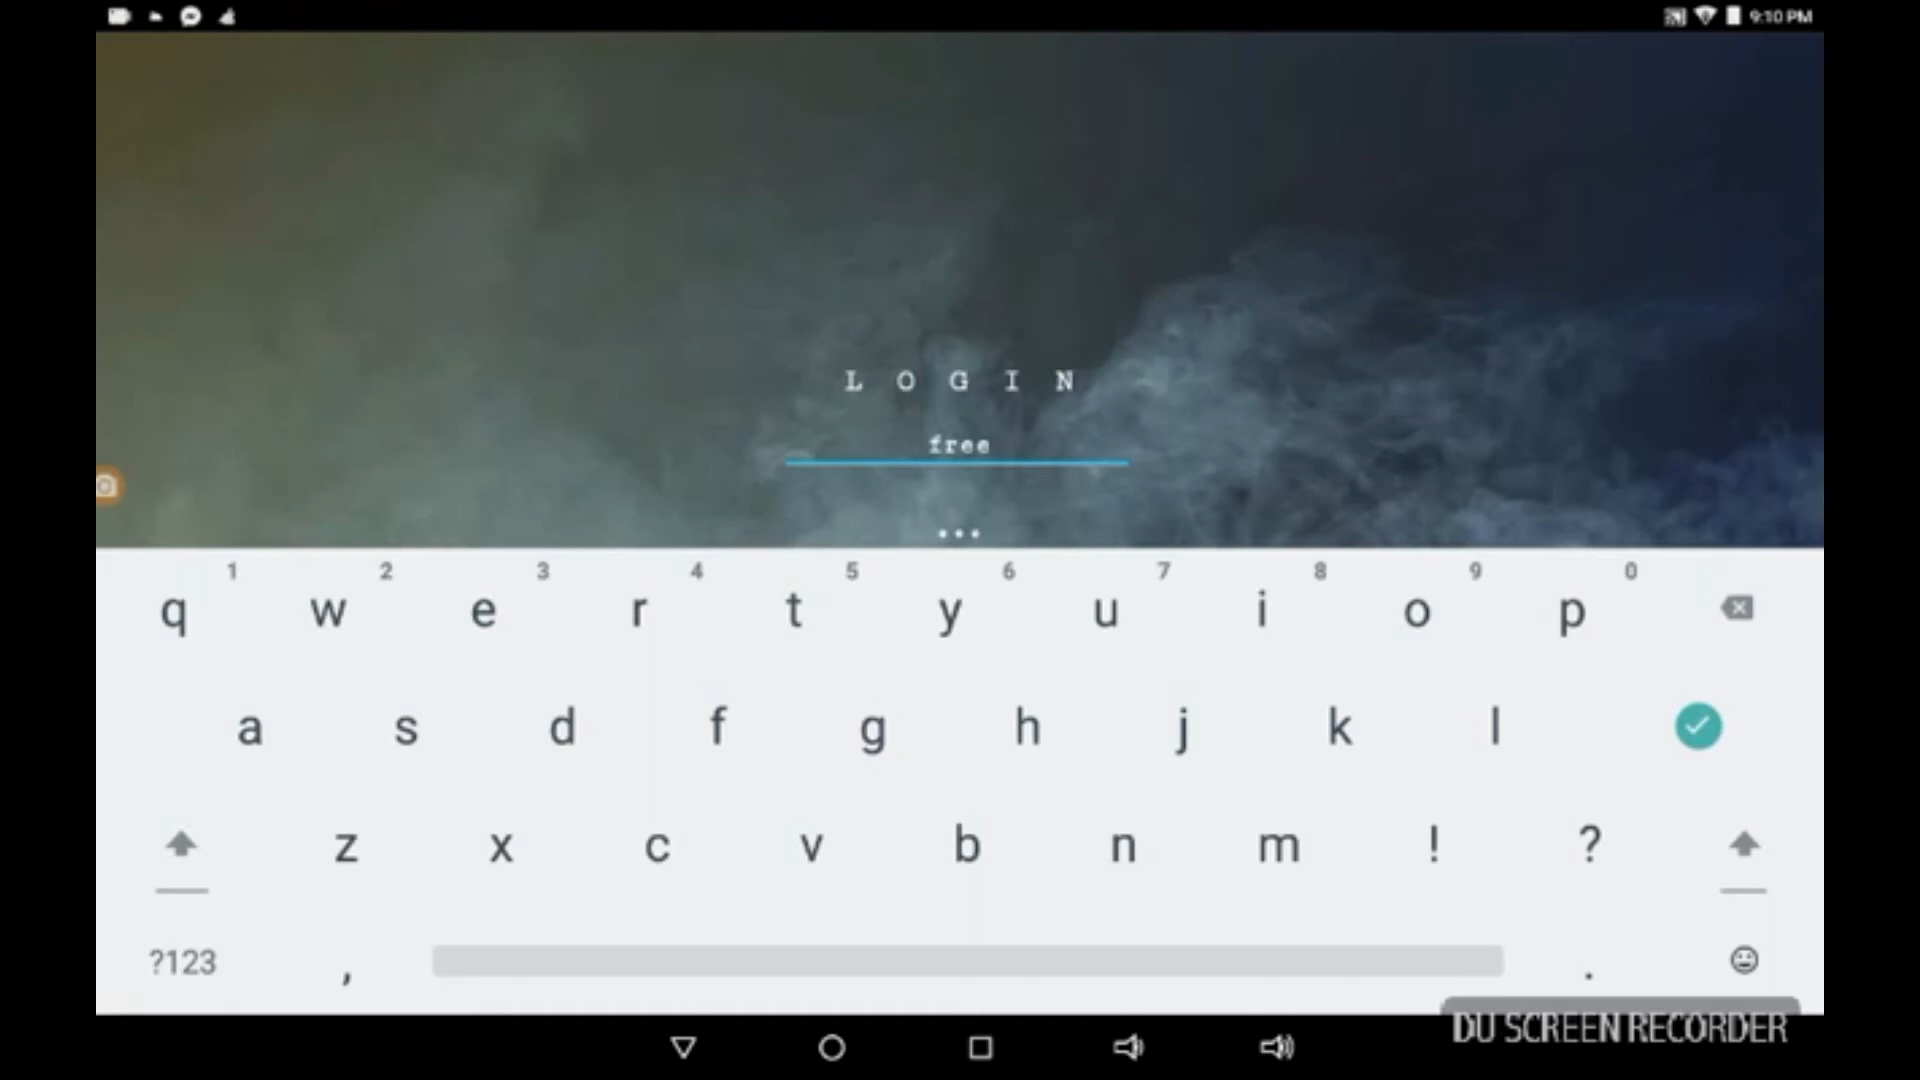 9:10 PM
L O G I N
free
...
1 2 3 4 5 6 7 8 9 0
q w e r t y u i o p
a s d f g h j k l
z x c v b n m ! ?
?123 , .
DU SCREEN RECORDER